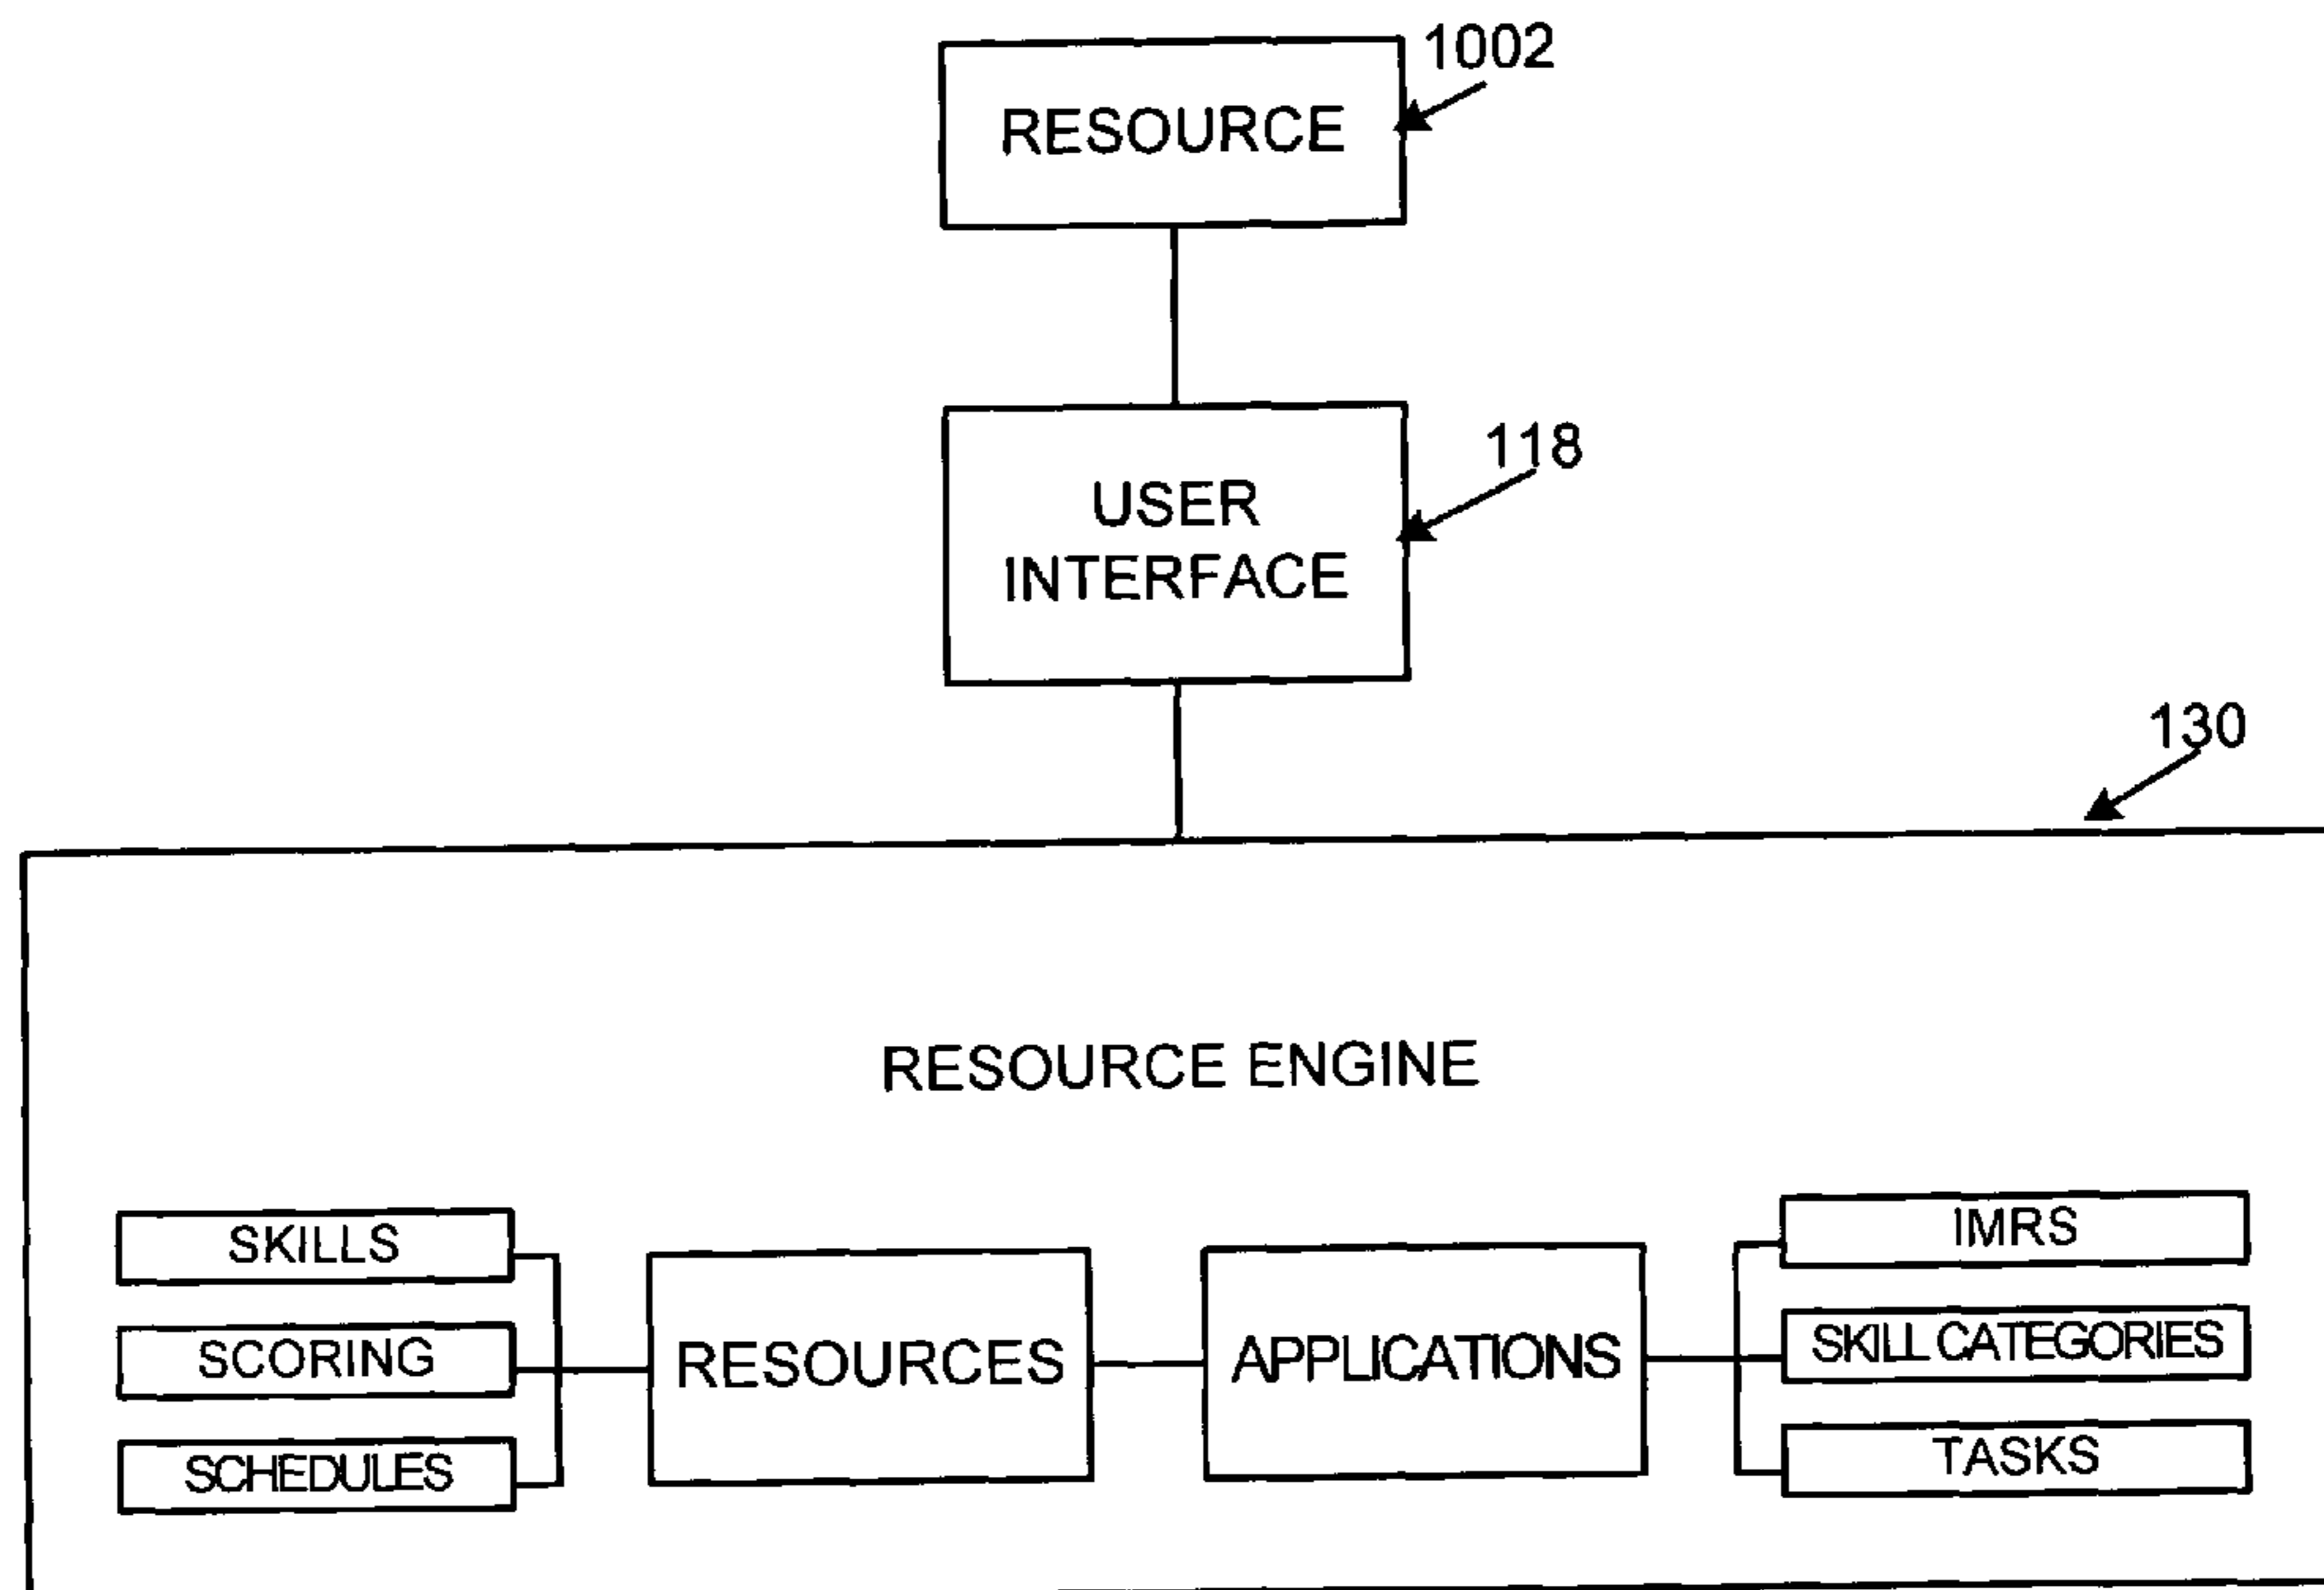 1002
RESOURCE
118
USER
INTERFACE
130
RESOURCE ENGINE
SKILLS
SCORING
SCHEDULES
RESOURCES
APPLICATIONS
IMRS
SKILL CATEGORIES
TASKS